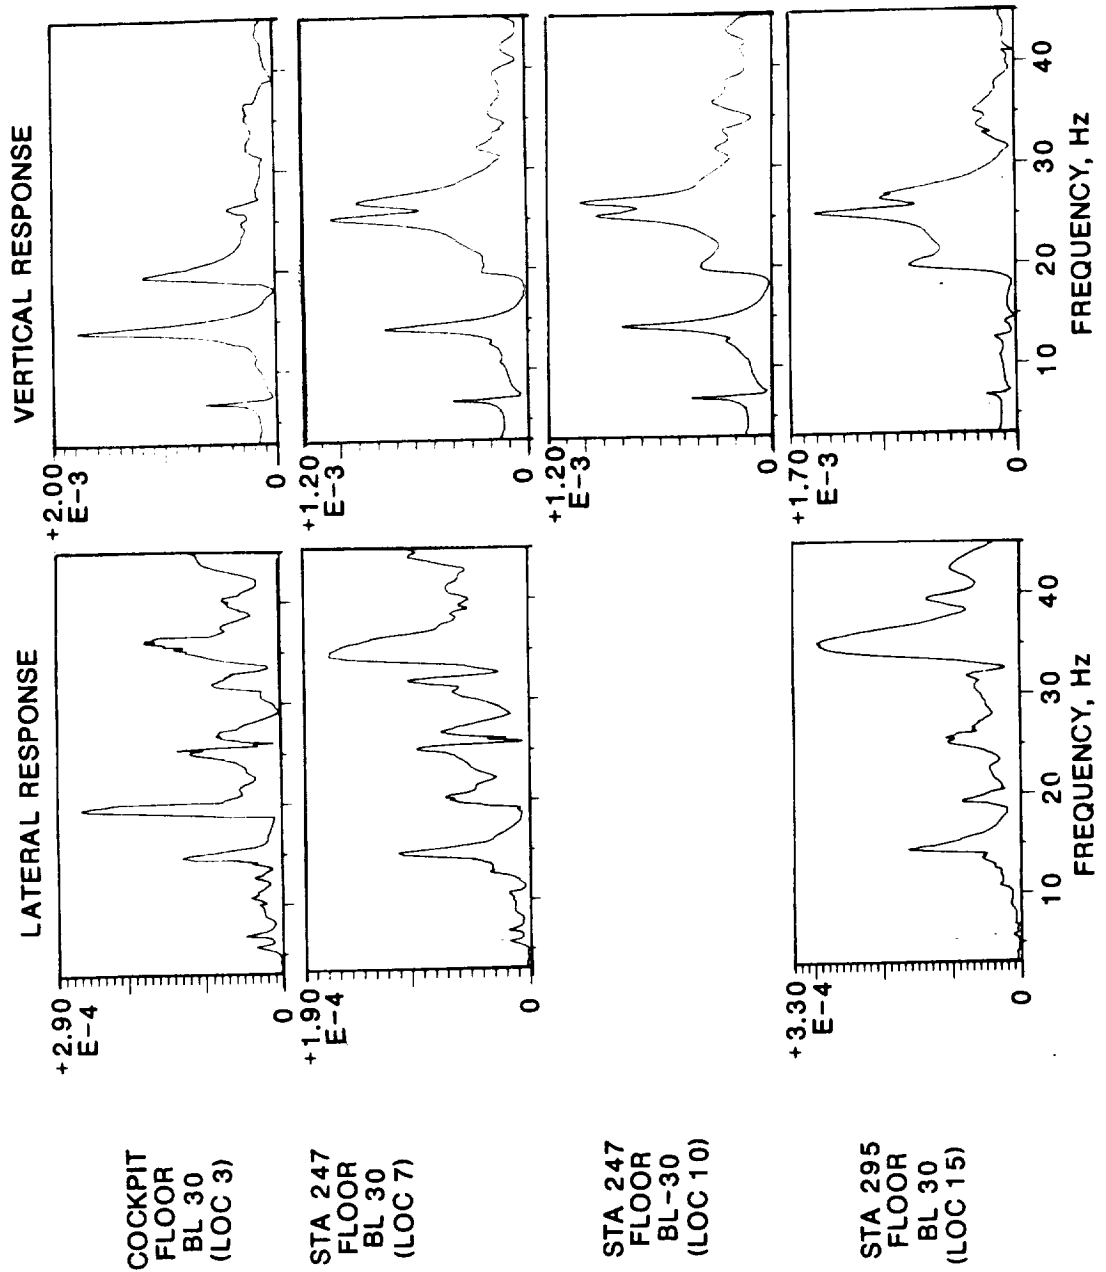 LATERAL RESPONSE
VERTICAL RESPONSE
COCKPIT
FLOOR
BL 30
(LOC 3)
+2.90
E-4
0
+2.00
E-3
0
STA 247
FLOOR
BL 30
(LOC 7)
+1.90
E-4
0
+1.20
E-3
0
STA 247
FLOOR
BL-30
(LOC 10)
+1.20
E-3
0
STA 295
FLOOR
BL 30
(LOC 15)
+3.30
E-4
0
+1.70
E-3
0
10 20 30 40
FREQUENCY, Hz
10 20 30 40
FREQUENCY, Hz